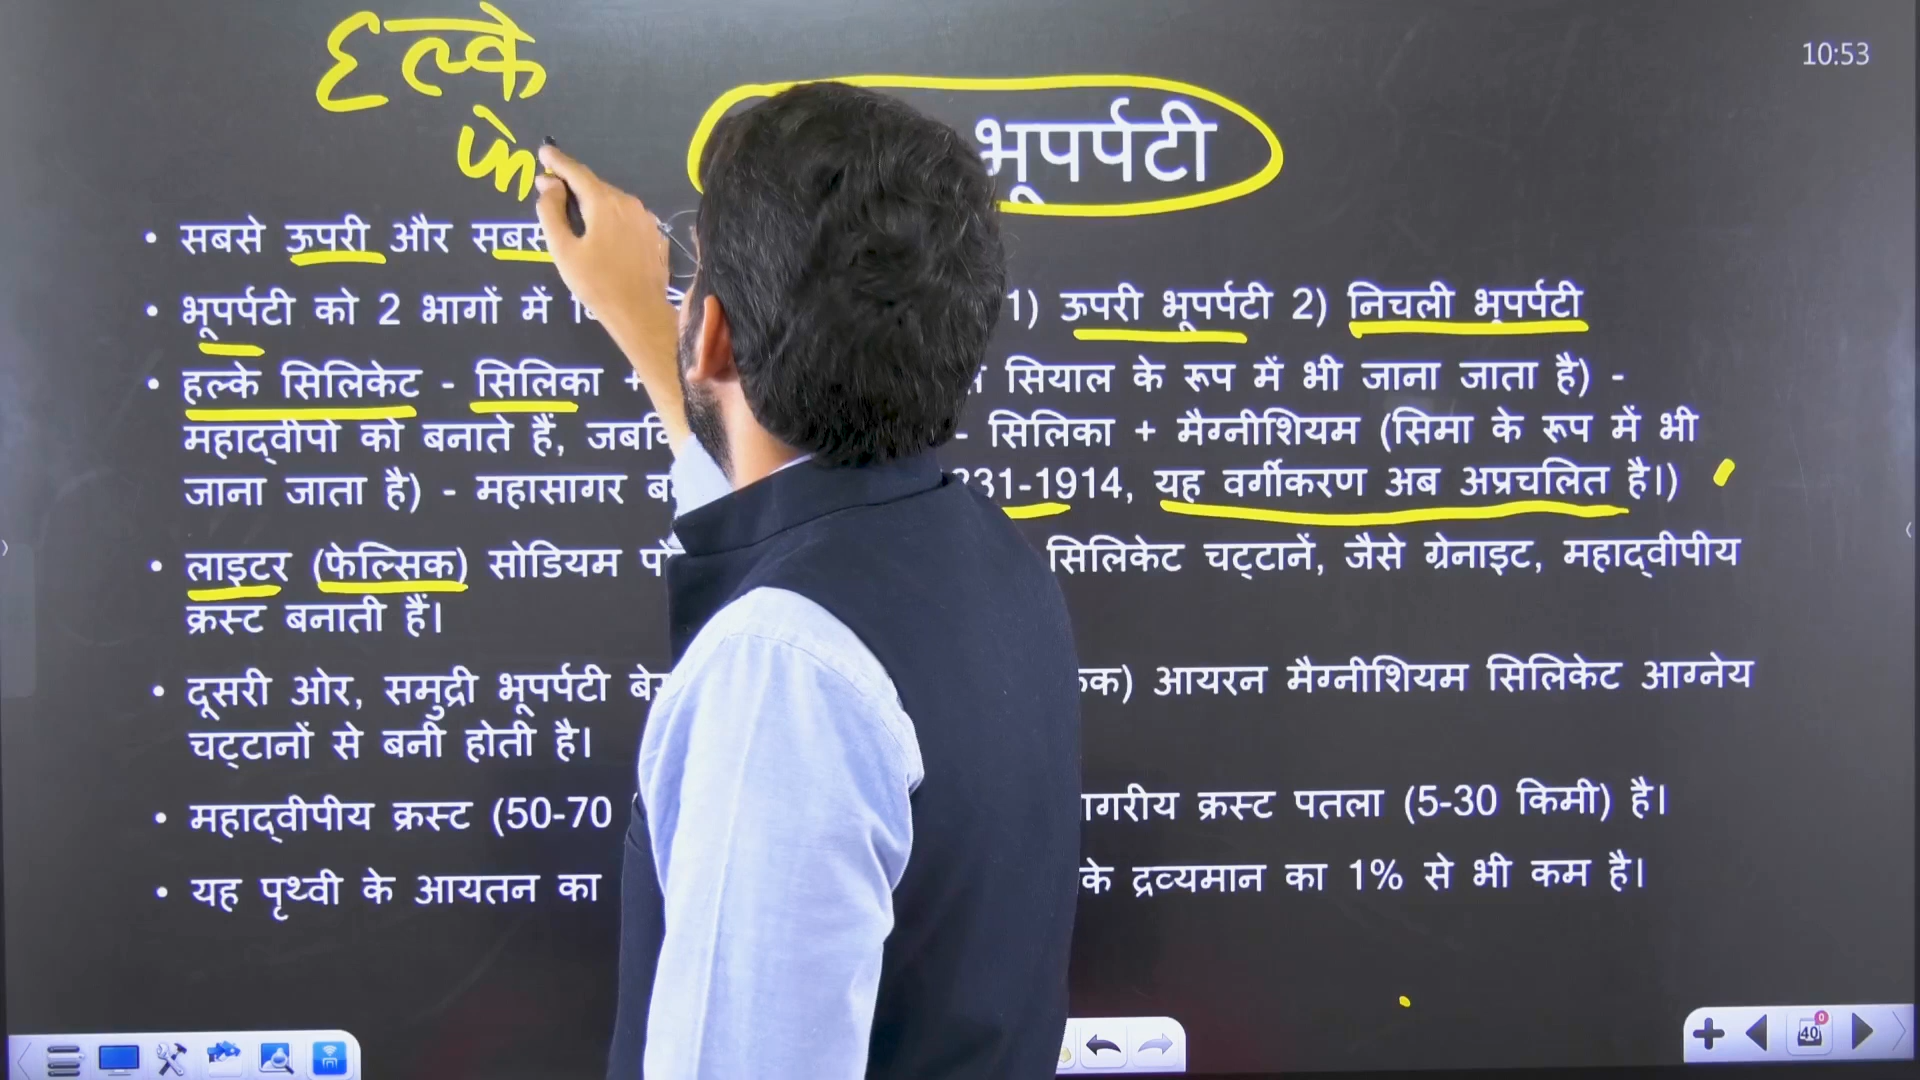 हल्के
10:53
भूपर्पटी
• सबसे ऊपरी और
• भूपर्पटी को 2 भागों में 1) ऊपरी भूपर्पटी 2) निचली भूपर्पटी
• हल्के सिलिकेट - सिलिका + सियाल के रूप में भी जाना जाता है) -
महाद्वीपो को बनाते हैं, - सिलिका + मैग्नीशियम (सिमा के रूप में भी
जाना जाता है) - महासागर 1914, यह वर्गीकरण अब अप्रचलित है।)
• लाइटर (फेल्सिक) सोडियम सिलिकेट चट्टानें, जैसे ग्रेनाइट, महाद्वीपीय
क्रस्ट बनाती हैं।
• दूसरी ओर, समुद्री भूपर्पटी आयरन मैग्नीशियम सिलिकेट आग्नेय
चट्टानों से बनी होती है।
• महाद्वीपीय क्रस्ट (50-70 क्रस्ट पतला (5-30 किमी) है।
• यह पृथ्वी के आयतन का के द्रव्यमान का 1% से भी कम है।
40
0